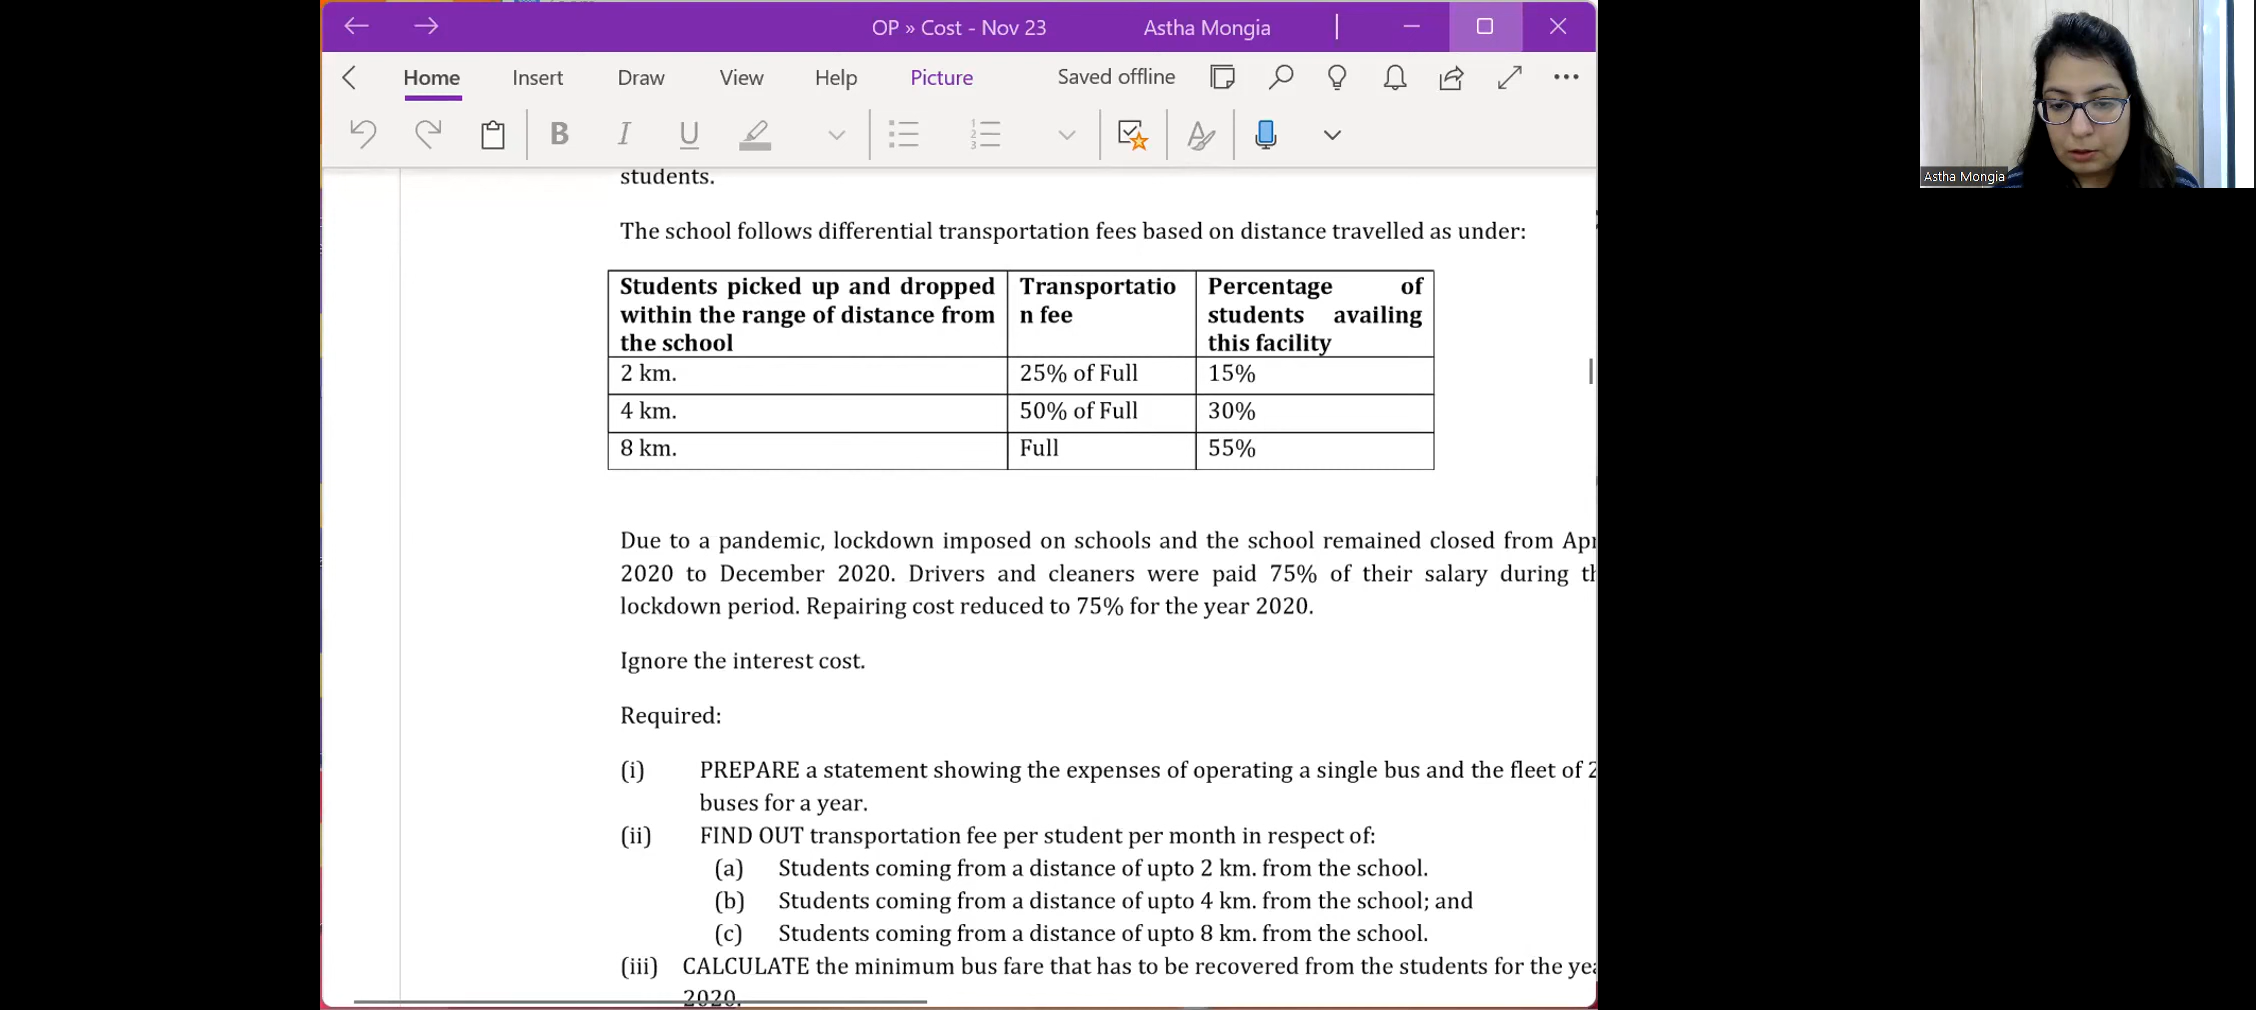 OP » Cost - Nov 23
Astha Mongia
Home Insert Draw View Help Picture Saved offline
B I U
students.
The school follows differential transportation fees based on distance travelled as under:
Students picked up and dropped within the range of distance from the school
Transportatio n fee
Percentage of students availing this facility
2 km. 25% of Full 15%
4 km. 50% of Full 30%
8 km. Full 55%
Due to a pandemic, lockdown imposed on schools and the school remained closed from Apr
2020 to December 2020. Drivers and cleaners were paid 75% of their salary during th
lockdown period. Repairing cost reduced to 75% for the year 2020.
Ignore the interest cost.
Required:
(i) PREPARE a statement showing the expenses of operating a single bus and the fleet of 2
buses for a year.
(ii) FIND OUT transportation fee per student per month in respect of:
(a) Students coming from a distance of upto 2 km. from the school.
(b) Students coming from a distance of upto 4 km. from the school; and
(c) Students coming from a distance of upto 8 km. from the school.
(iii) CALCULATE the minimum bus fare that has to be recovered from the students for the yea
2020.
Astha Mongia